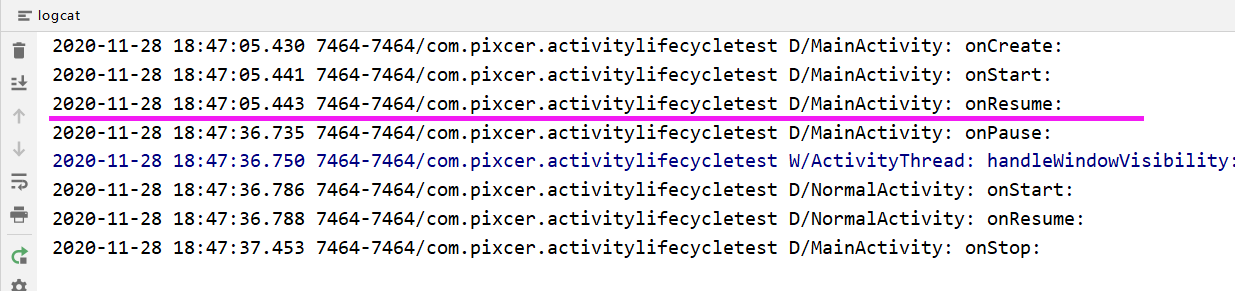 logcat
2020-11-28 18:47:05.430 7464-7464/com.pixcer.activitylifecycletest D/MainActivity: onCreate:
2020-11-28 18:47:05.441 7464-7464/com.pixcer.activitylifecycletest D/MainActivity: onStart:
2020-11-28 18:47:05.443 7464-7464/com.pixcer.activitylifecycletest D/MainActivity: onResume:
2020-11-28 18:47:36.735 7464-7464/com.pixcer.activitylifecycletest D/MainActivity: onPause:
2020-11-28 18:47:36.750 7464-7464/com.pixcer.activitylifecycletest W/ActivityThread: handleWindowVisibility:
2020-11-28 18:47:36.786 7464-7464/com.pixcer.activitylifecycletest D/NormalActivity: onStart:
2020-11-28 18:47:36.788 7464-7464/com.pixcer.activitylifecycletest D/NormalActivity: onResume:
2020-11-28 18:47:37.453 7464-7464/com.pixcer.activitylifecycletest D/MainActivity: onStop: